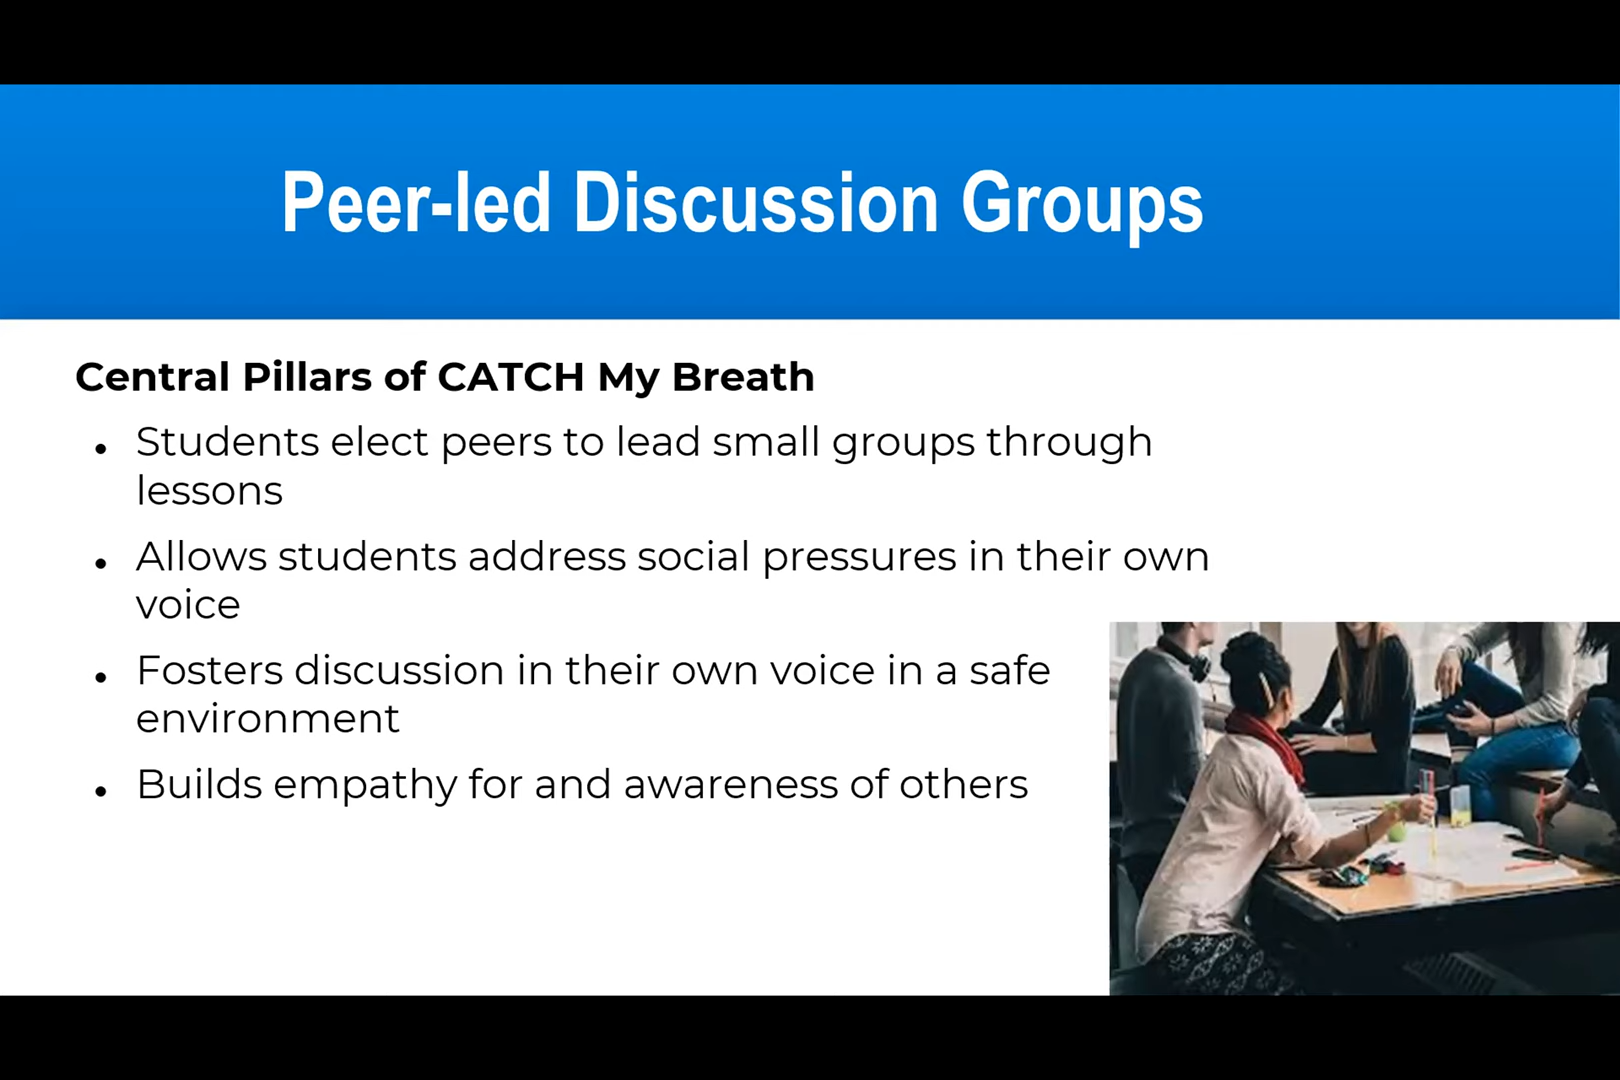 Peer-led Discussion Groups
Central Pillars of CATCH My Breath
• Students elect peers to lead small groups through
lessons
• Allows students address social pressures in their own
voice
• Fosters discussion in their own voice in a safe
environment
• Builds empathy for and awareness of others